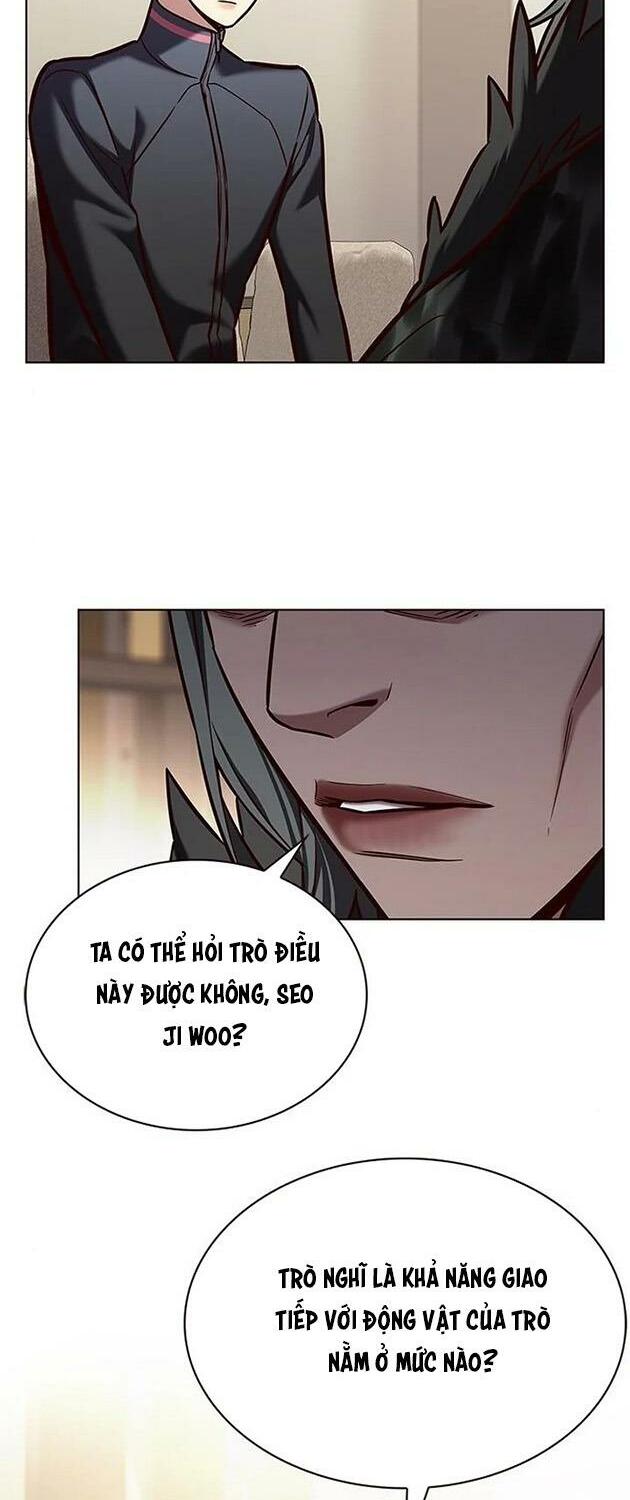 TA CÓ THỂ HỎI TRÒ ĐIỀU
NÀY ĐƯỢC KHÔNG, SEO
JI WOO?
TRÒ NGHĨ LÀ KHẢ NĂNG GIAO
TIẾP VỚI ĐỘNG VẬT CỦA TRÒ
NẰM Ở MỨC NÀO?